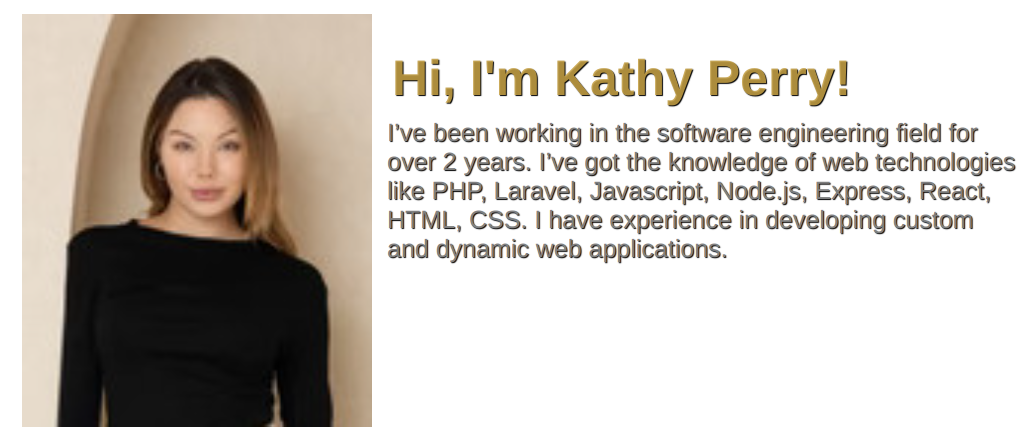 Hi, I'm Kathy Perry!
I've been working in the software engineering field for
over 2 years. I've got the knowledge of web technologies
like PHP, Laravel, Javascript, Node.js, Express, React,
HTML, CSS. I have experience in developing custom
and dynamic web applications.